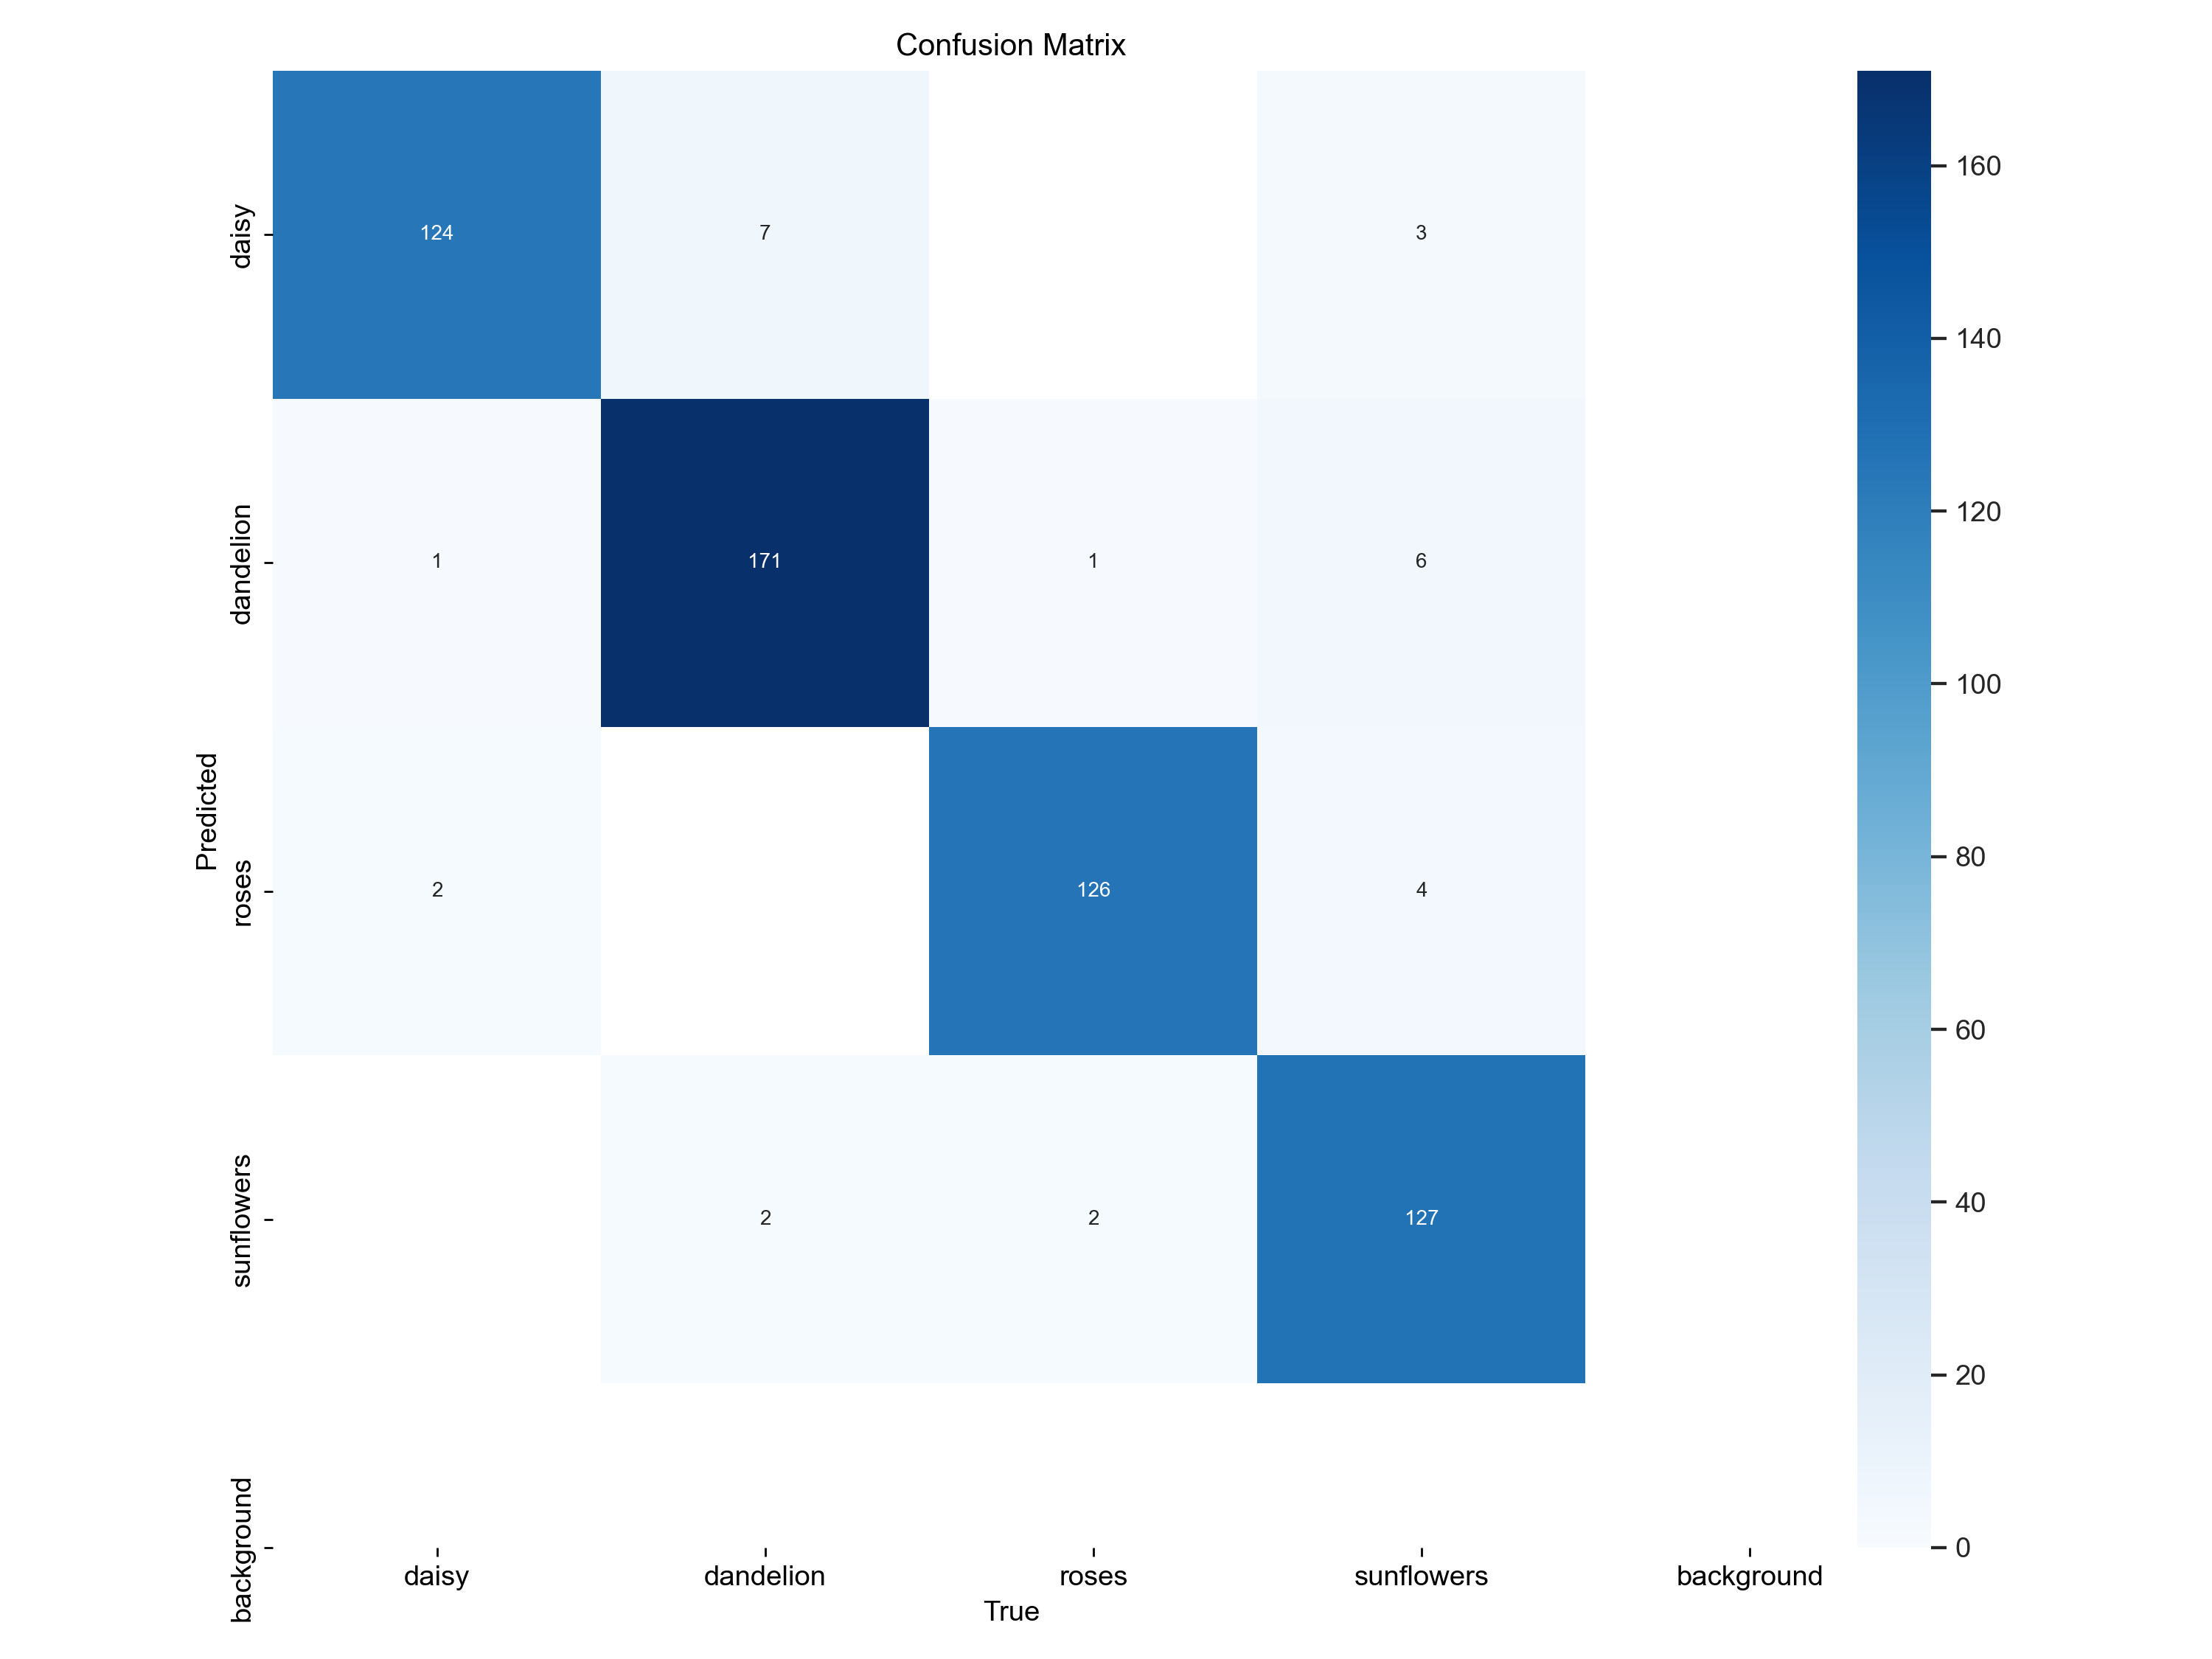 Confusion Matrix
daisy
124
7
3
dandelion
1
171
1
6
Predicted
roses
2
126
4
sunflowers
2
2
127
background
daisy
dandelion
roses
sunflowers
background
True
160
140
120
100
80
60
40
20
0